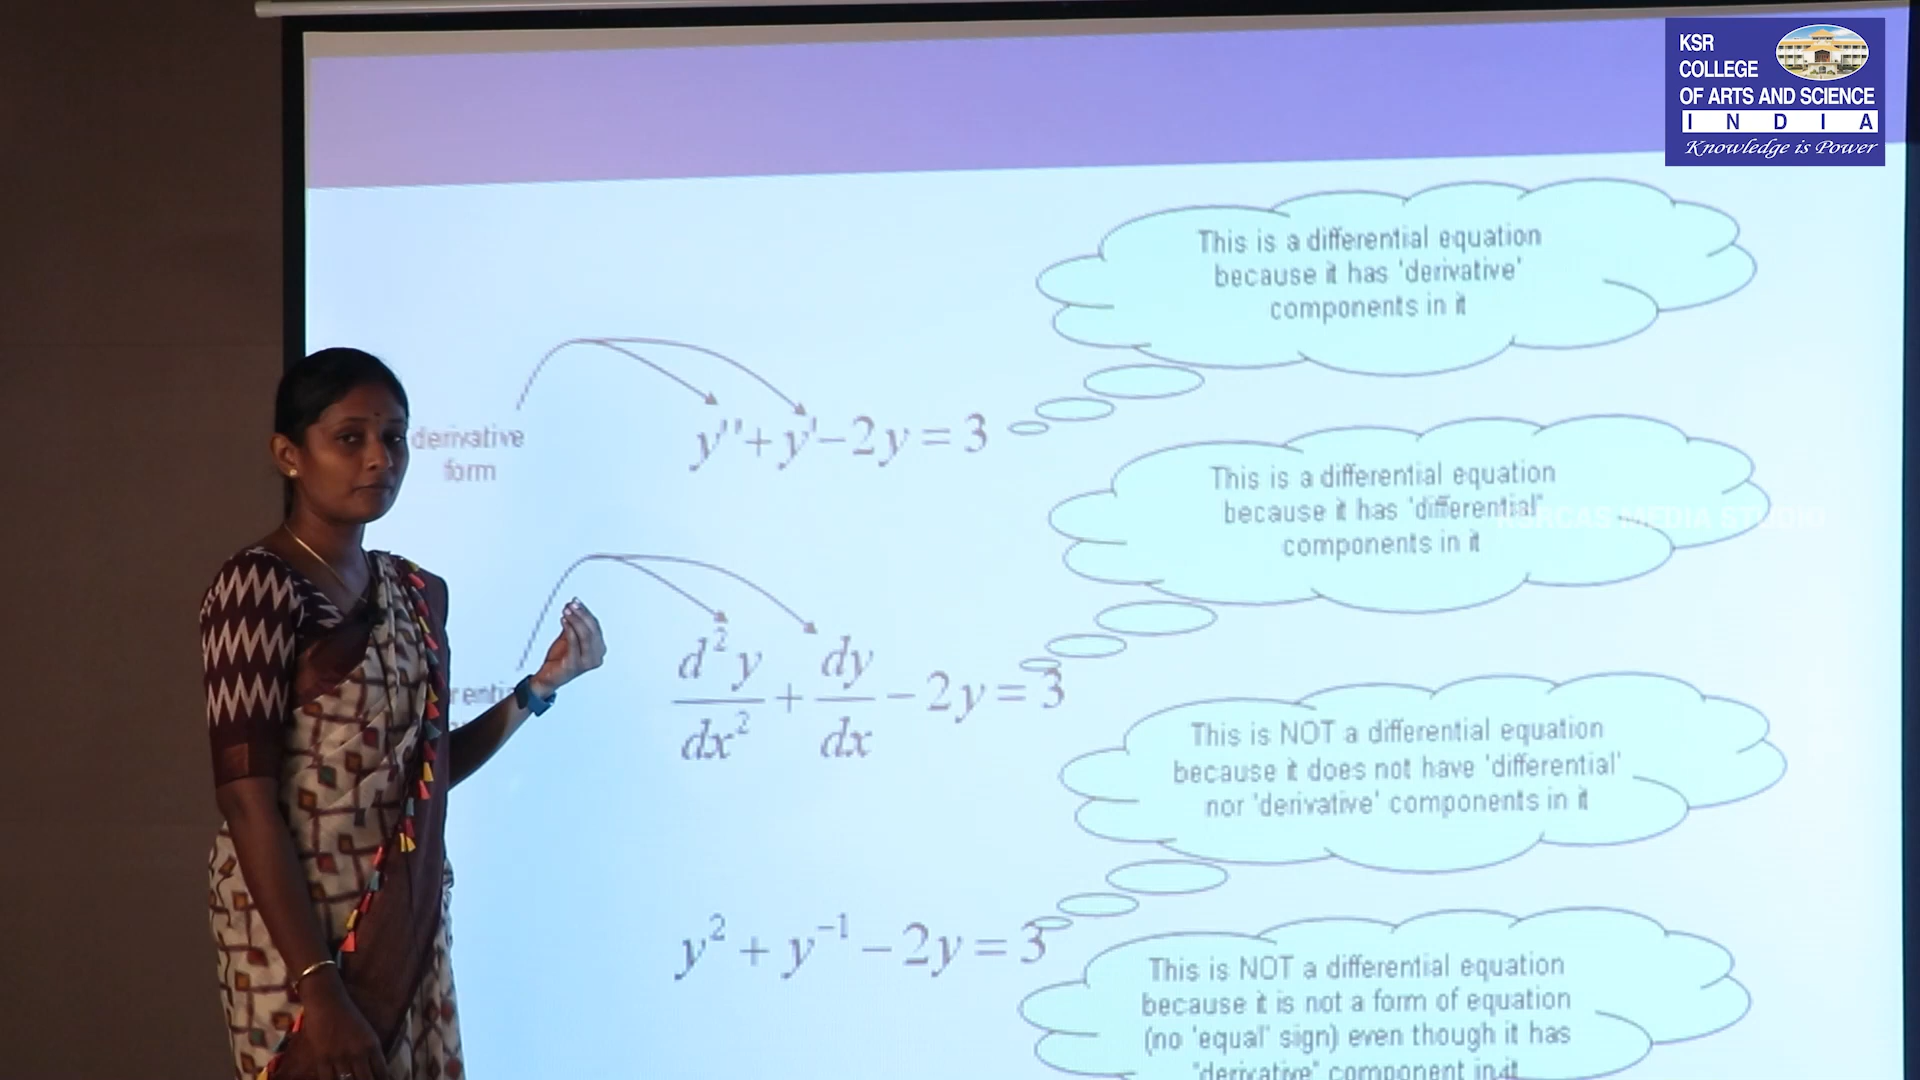 KSR
COLLEGE
OF ARTS AND SCIENCE
INDIA
Knowledge is Power
This is a differential equation
because it has 'derivative'
components in it
derivative
form
y''+y'−2y=3
This is a differential equation
because it has 'differential'
components in it
KSRCAS MEDIA STUDIO
d²y/dx² + dy/dx − 2y = 3
This is NOT a differential equation
because it does not have 'differential'
nor 'derivative' components in it
y² + y⁻¹ − 2y = 3
This is NOT a differential equation
because it is not a form of equation
(no 'equal' sign) even though it has
"derivative" component in it